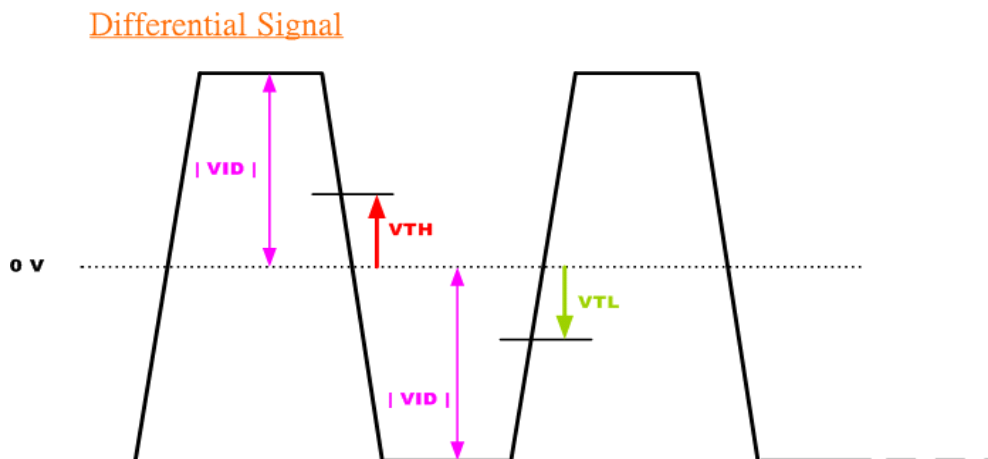 Differential Signal
| VID |
VTH
0 V
VTL
| VID |